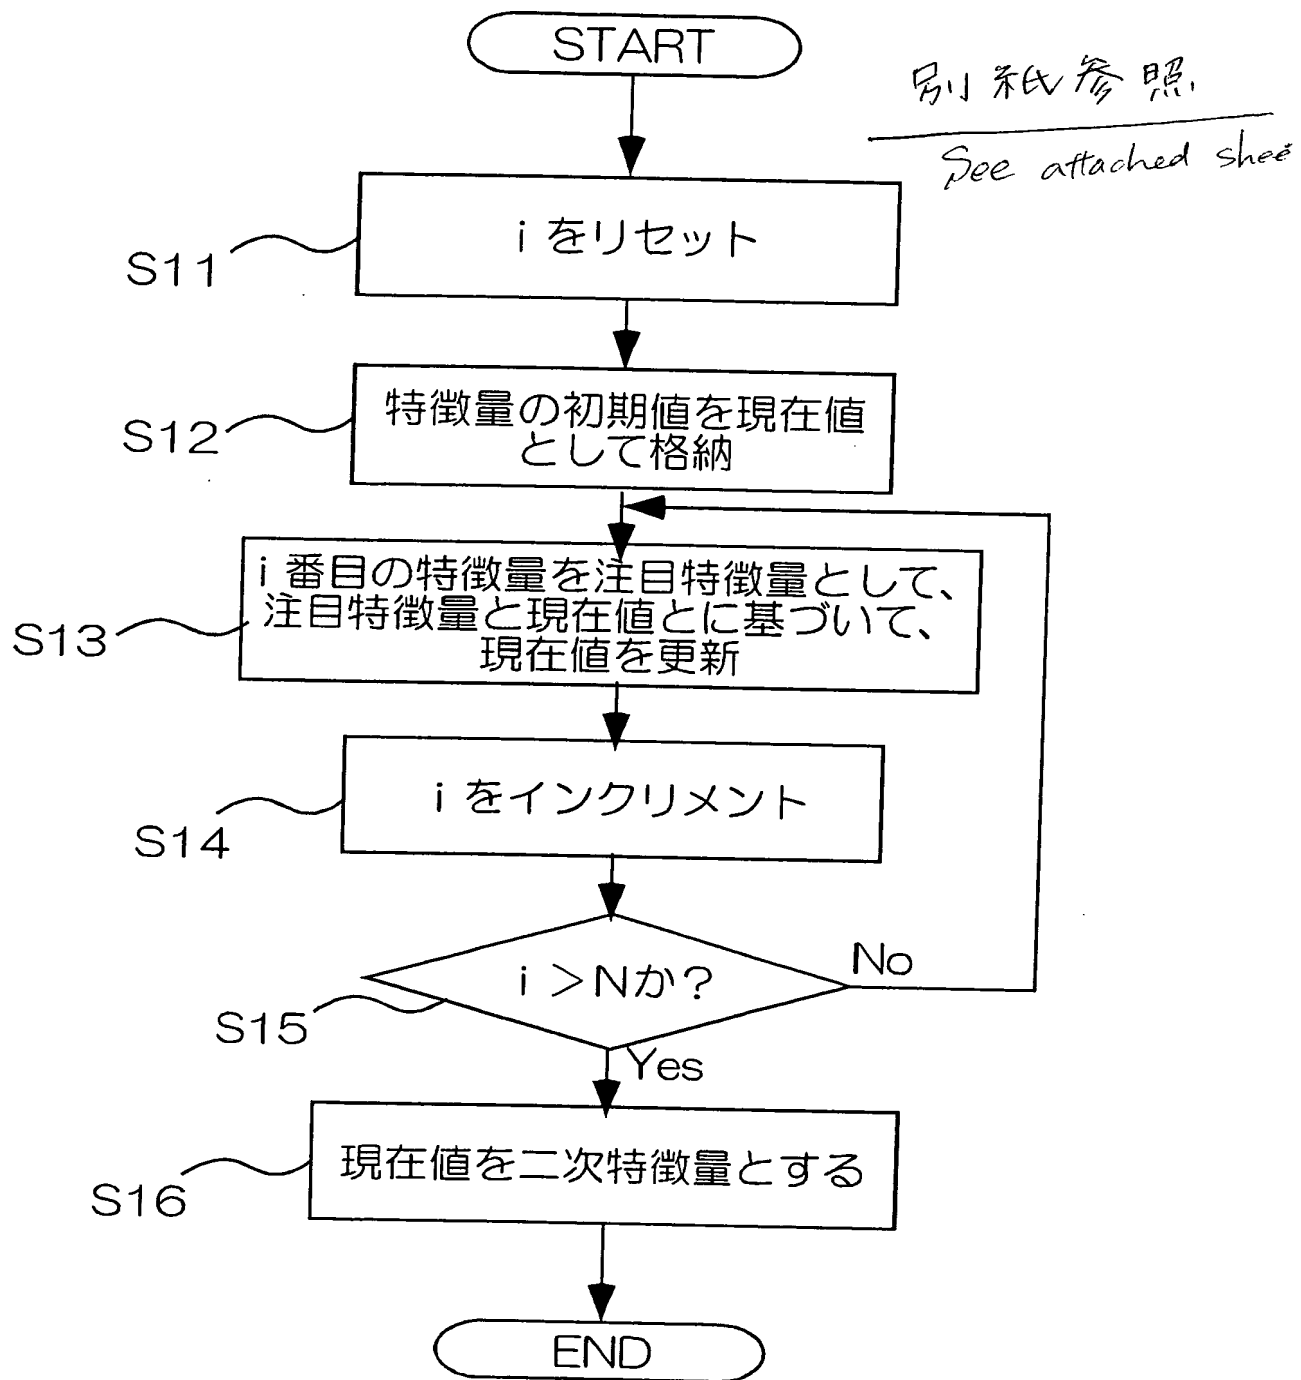 START
別紙参照
See attached shee
i をリセット
S11
特徴量の初期値を現在値
として格納
S12
i 番目の特徴量を注目特徴量として、
注目特徴量と現在値とに基づいて、
現在値を更新
S13
i をインクリメント
S14
i >Nか?
No
S15
Yes
現在値を二次特徴量とする
S16
END